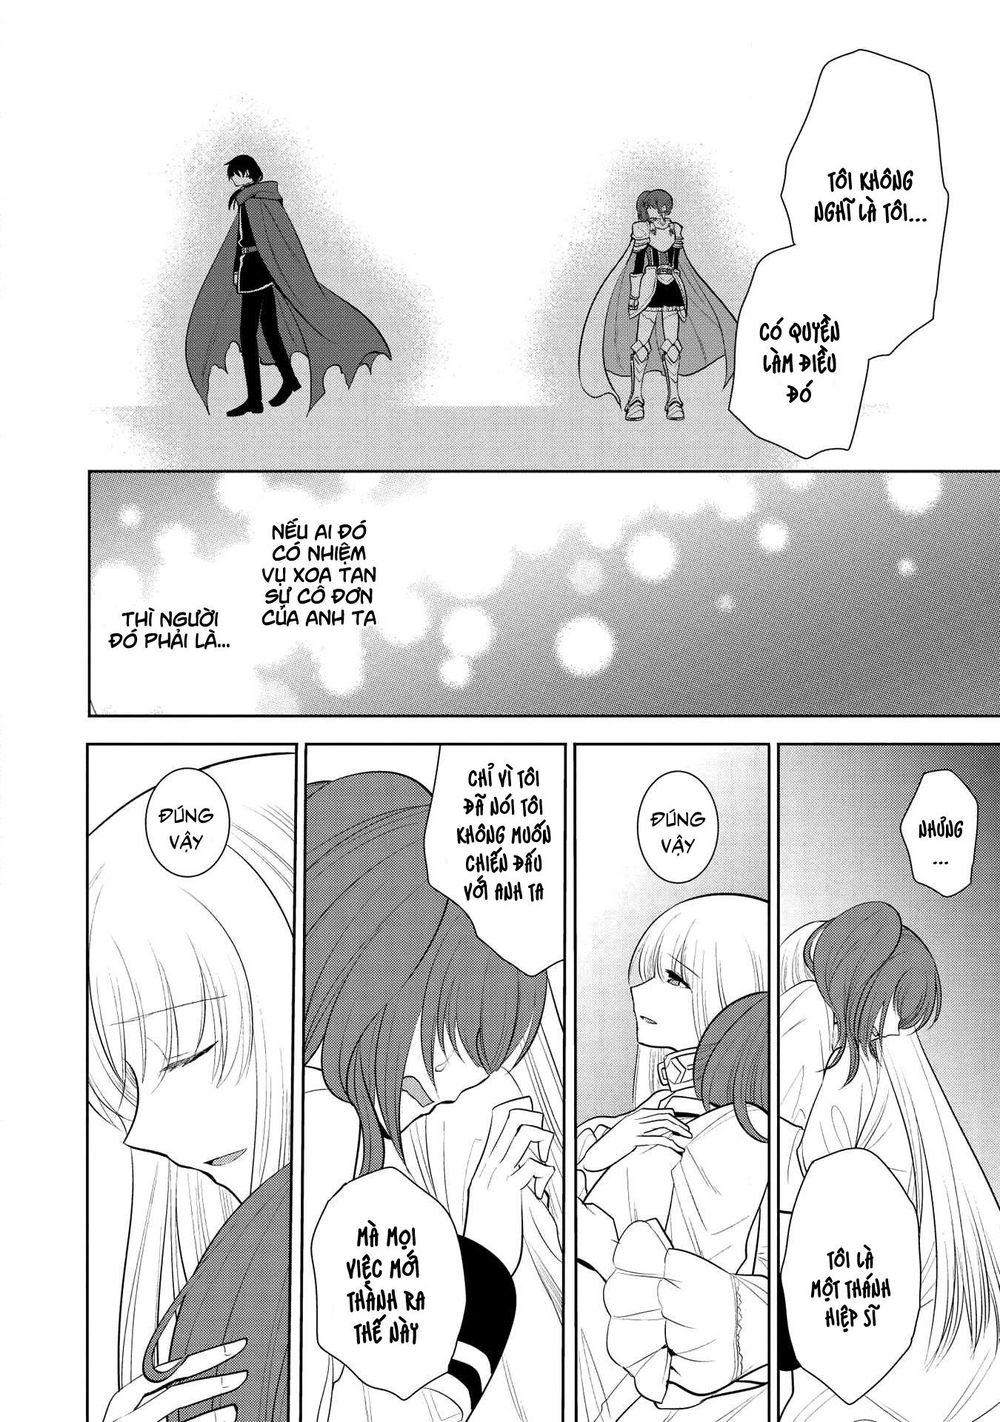 TÔI KHÔNG
NGHĨ LÀ TÔI...
CÓ QUYỀN
LÀM ĐIỀU
ĐÓ
NẾU AI ĐÓ
CÓ NHIỆM
VỤ XOA TAN
SỰ CÔ ĐƠN
CỦA ANH TA
THÌ NGƯỜI
ĐÓ PHẢI LÀ...
NHƯNG
...
TÔI LÀ
MỘT THÁNH
HIỆP SĨ
ĐÚNG
VẬY
CHỈ VÌ TÔI
ĐÃ NÓI TÔI
KHÔNG MUỐN
CHIẾN ĐẤU
VỚI ANH TA
MÀ MỌI
VIỆC MỚI
THÀNH RA
THẾ NÀY
ĐÚNG
VẬY